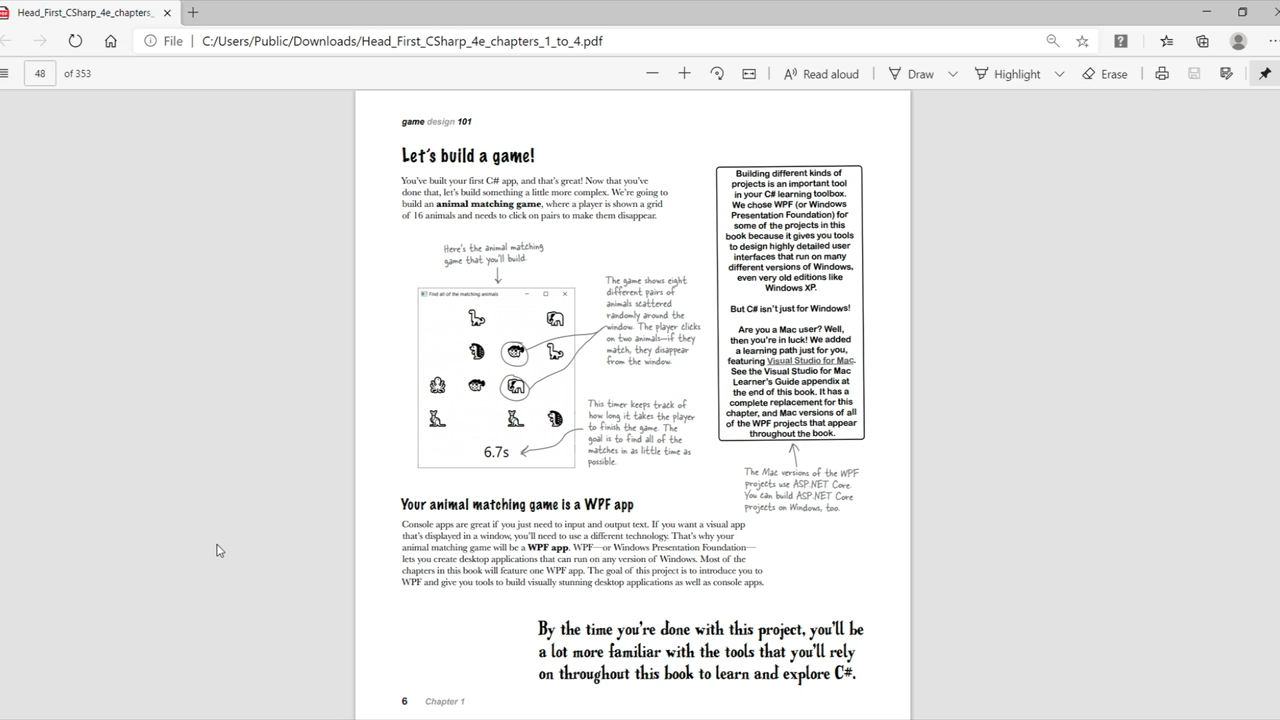 Head_First_CSharp_4e_chapters_
File C:/Users/Public/Downloads/Head_First_CSharp_4e_chapters_1_to_4.pdf
48 of 353
Read aloud
Draw
Highlight
Erase
game design 101
Let's build a game!
You've built your first C# app, and that's great! Now that you've
done that, let's build something a little more complex. We're going to
build an animal matching game, where a player is shown a grid
of 16 animals and needs to click on pairs to make them disappear.
Here's the animal matching
game that you'll build.
Find all of the matching animals
6.7s
The game shows eight
different pairs of
animals scattered
randomly around the
window. The player clicks
on two animals—if they
match, they disappear
from the window.
This timer keeps track of
how long it takes the player
to finish the game. The
goal is to find all of the
matches in as little time as
possible.
Building different kinds of
projects is an important tool
in your C# learning toolbox.
We chose WPF (or Windows
Presentation Foundation) for
some of the projects in this
book because it gives you tools
to design highly detailed user
interfaces that run on many
different versions of Windows,
even very old editions like
Windows XP.
But C# isn't just for Windows!
Are you a Mac user? Well,
then you're in luck! We added
a learning path just for you,
featuring Visual Studio for Mac.
See the Visual Studio for Mac
Learner's Guide appendix at
the end of this book. It has a
complete replacement for this
chapter, and Mac versions of all
of the WPF projects that appear
throughout the book.
The Mac versions of the WPF
projects use ASP.NET Core.
You can build ASP.NET Core
projects on Windows, too.
Your animal matching game is a WPF app
Console apps are great if you just need to input and output text. If you want a visual app
that's displayed in a window, you'll need to use a different technology. That's why your
animal matching game will be a WPF app. WPF—or Windows Presentation Foundation—
lets you create desktop applications that can run on any version of Windows. Most of the
chapters in this book will feature one WPF app. The goal of this project is to introduce you to
WPF and give you tools to build visually stunning desktop applications as well as console apps.
By the time you're done with this project, you'll be
a lot more familiar with the tools that you'll rely
on throughout this book to learn and explore C#.
6 Chapter 1